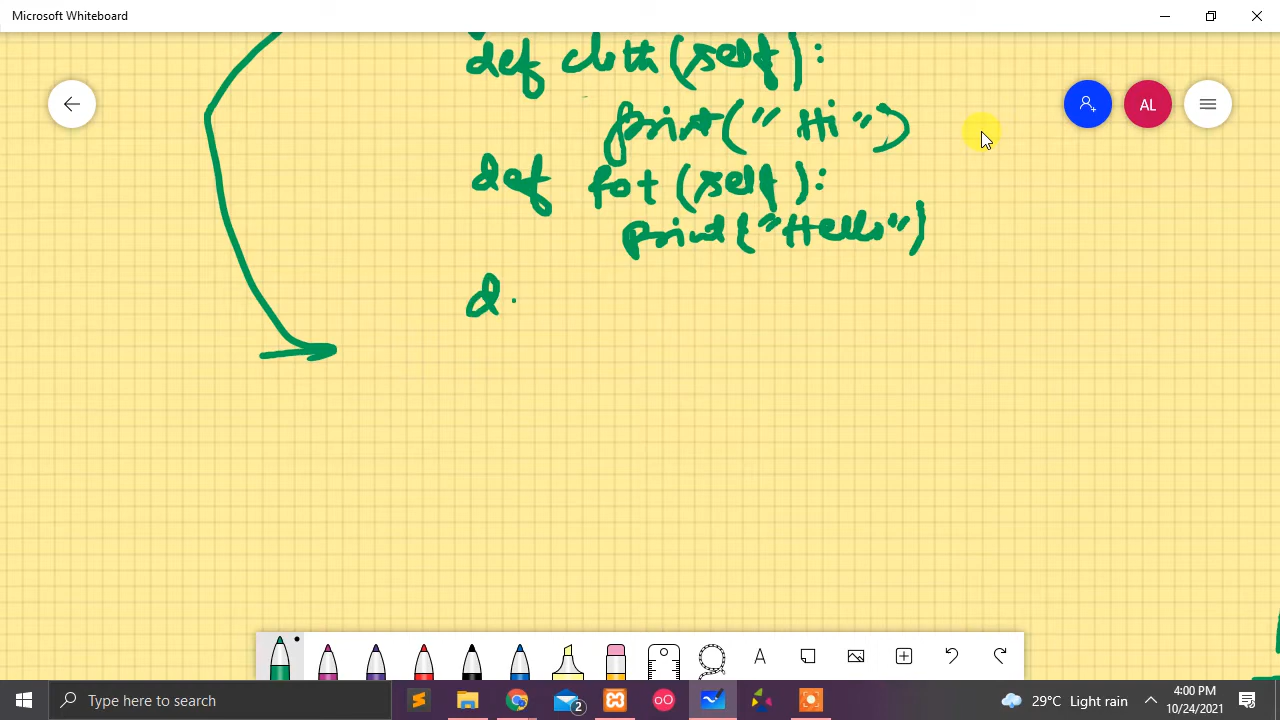 Microsoft Whiteboard
def cloth (self):
print(" Hi ")
AL
def fot (self):
print("Hello")
d
A
Type here to search
2
29°C Light rain
4:00 PM
10/24/2021